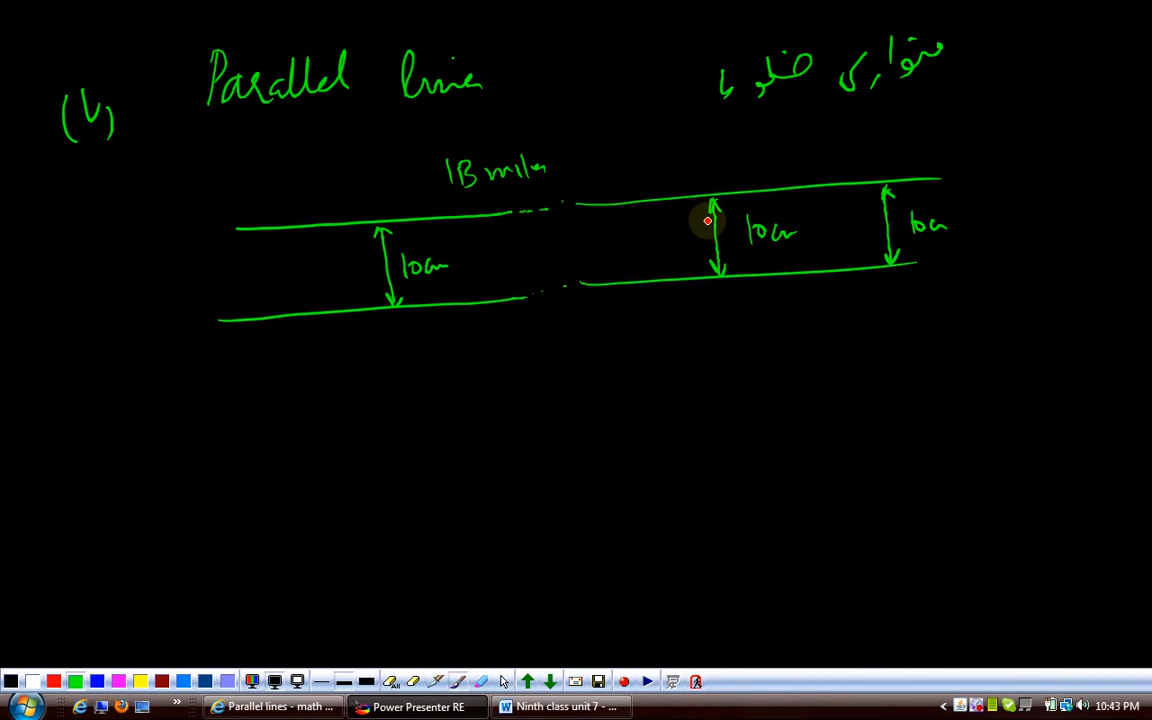 Parallel lines متوازی خطوط
(b)
1B miles
10cm 10cm 10cm
Parallel lines - math ... Power Presenter RE Ninth class unit 7 - ... 10:43 PM